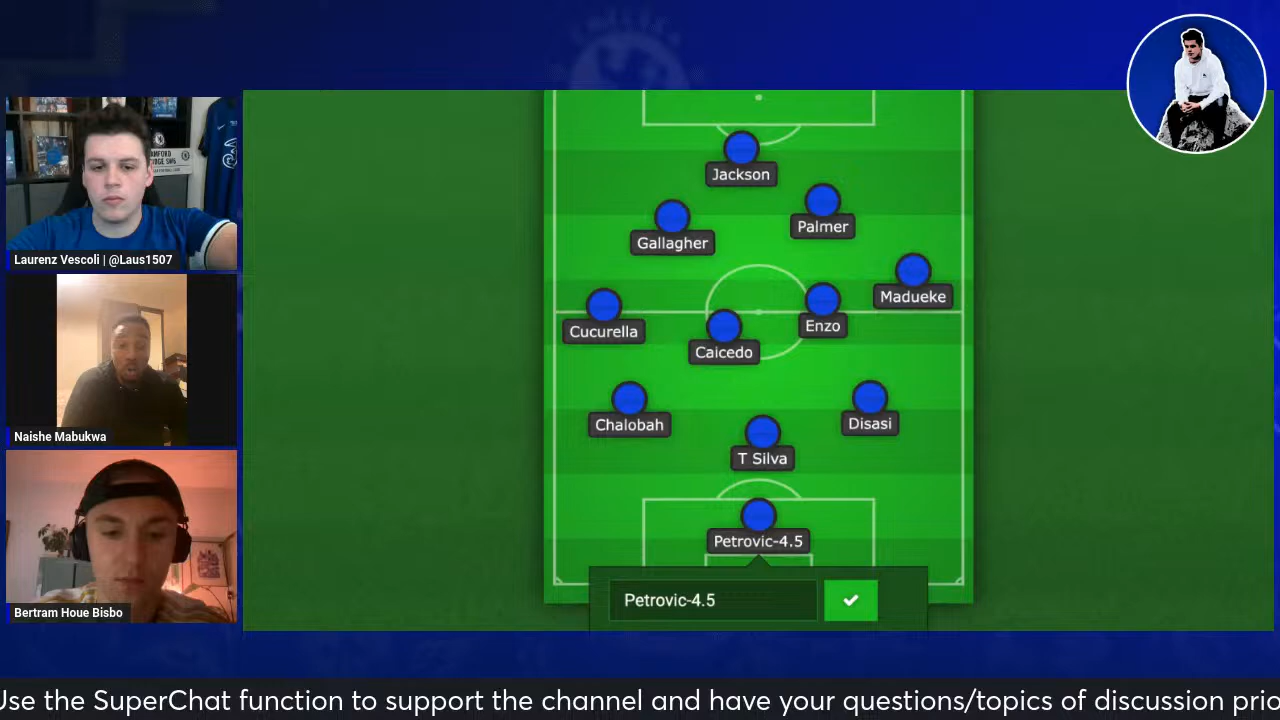 Laurenz Vescoli | @Laus1507
Naishe Mabukwa
Bertram Houe Bisbo
Jackson
Palmer
Gallagher
Madueke
Cucurella
Enzo
Caicedo
Chalobah
Disasi
T Silva
Petrovic-4.5
Petrovic-4.5
Use the SuperChat function to support the channel and have your questions/topics of discussion prio